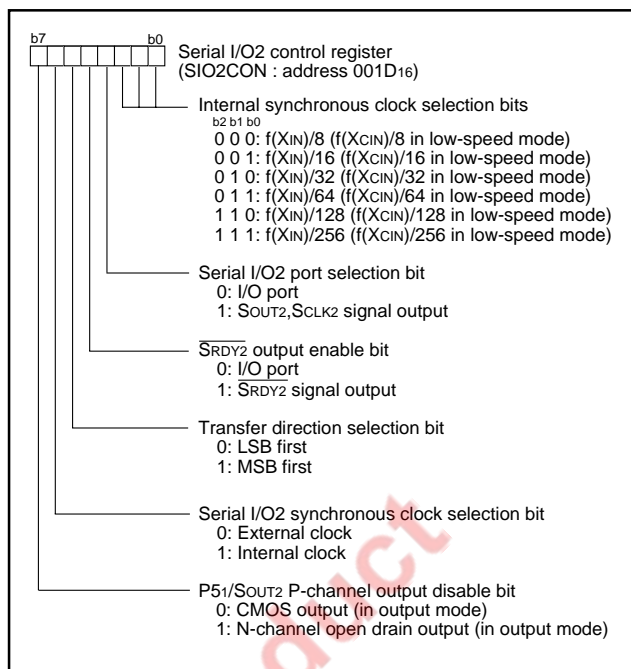 b7 b0
Serial I/O2 control register
(SIO2CON : address 001D16)
Internal synchronous clock selection bits
b2 b1 b0
0 0 0: f(XIN)/8 (f(XCIN)/8 in low-speed mode)
0 0 1: f(XIN)/16 (f(XCIN)/16 in low-speed mode)
0 1 0: f(XIN)/32 (f(XCIN)/32 in low-speed mode)
0 1 1: f(XIN)/64 (f(XCIN)/64 in low-speed mode)
1 1 0: f(XIN)/128 (f(XCIN)/128 in low-speed mode)
1 1 1: f(XIN)/256 (f(XCIN)/256 in low-speed mode)
Serial I/O2 port selection bit
0: I/O port
1: SOUT2,SCLK2 signal output
SRDY2 output enable bit
0: I/O port
1: SRDY2 signal output
Transfer direction selection bit
0: LSB first
1: MSB first
Serial I/O2 synchronous clock selection bit
0: External clock
1: Internal clock
P51/SOUT2 P-channel output disable bit
0: CMOS output (in output mode)
1: N-channel open drain output (in output mode)
duct